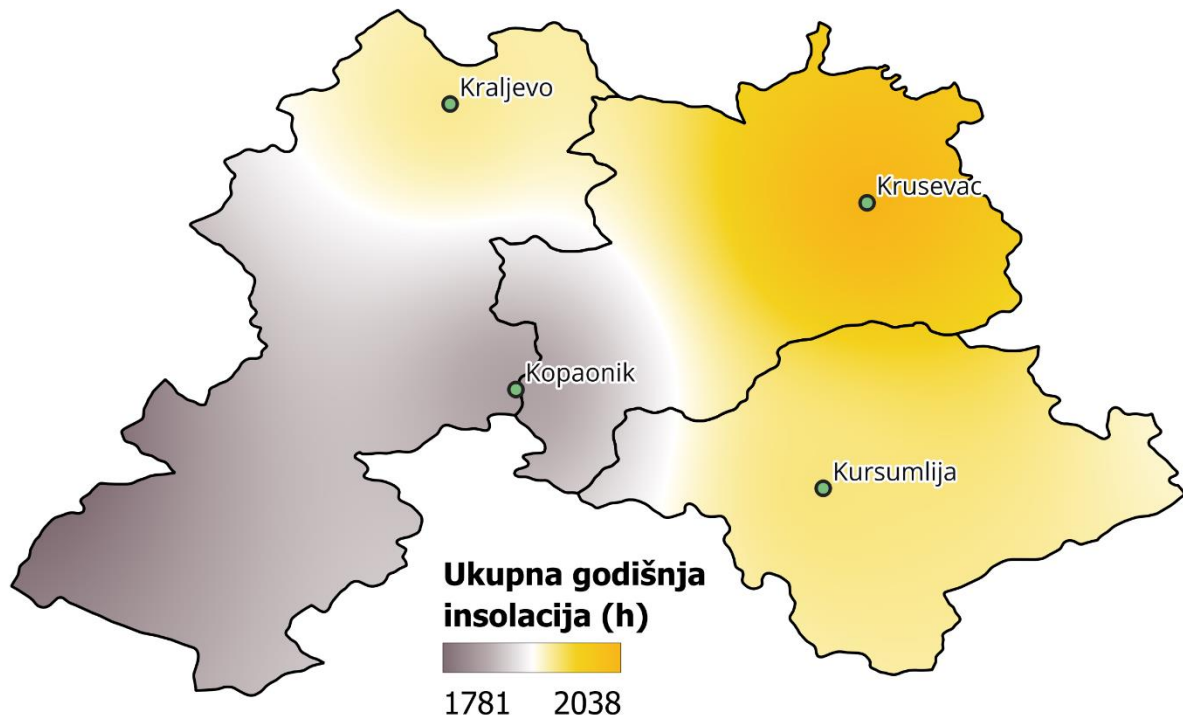 Kraljevo
Krusevac
Kopaonik
Kursumlija
Ukupna godišnja
insolacija (h)
1781 2038